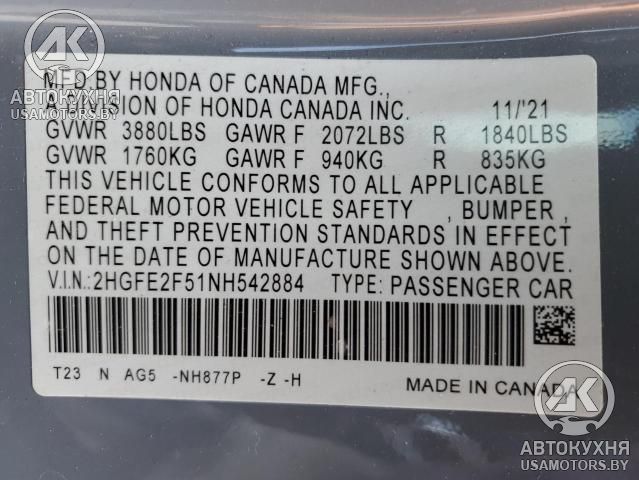 4K
АВТОКУХНЯ
USAMOTORS.BY
MFD BY HONDA OF CANADA MFG.,
A DIVISION OF HONDA CANADA INC. 11/'21
GVWR 3880LBS GAWR F 2072LBS R 1840LBS
GVWR 1760KG GAWR F 940KG R 835KG
THIS VEHICLE CONFORMS TO ALL APPLICABLE
FEDERAL MOTOR VEHICLE SAFETY , BUMPER ,
AND THEFT PREVENTION STANDARDS IN EFFECT
ON THE DATE OF MANUFACTURE SHOWN ABOVE.
V.I.N.:2HGFE2F51NH542884 TYPE: PASSENGER CAR
T23 N AG5 -NH877P -Z -H
MADE IN CANADA
4K
АВТОКУХНЯ
USAMOTORS.BY